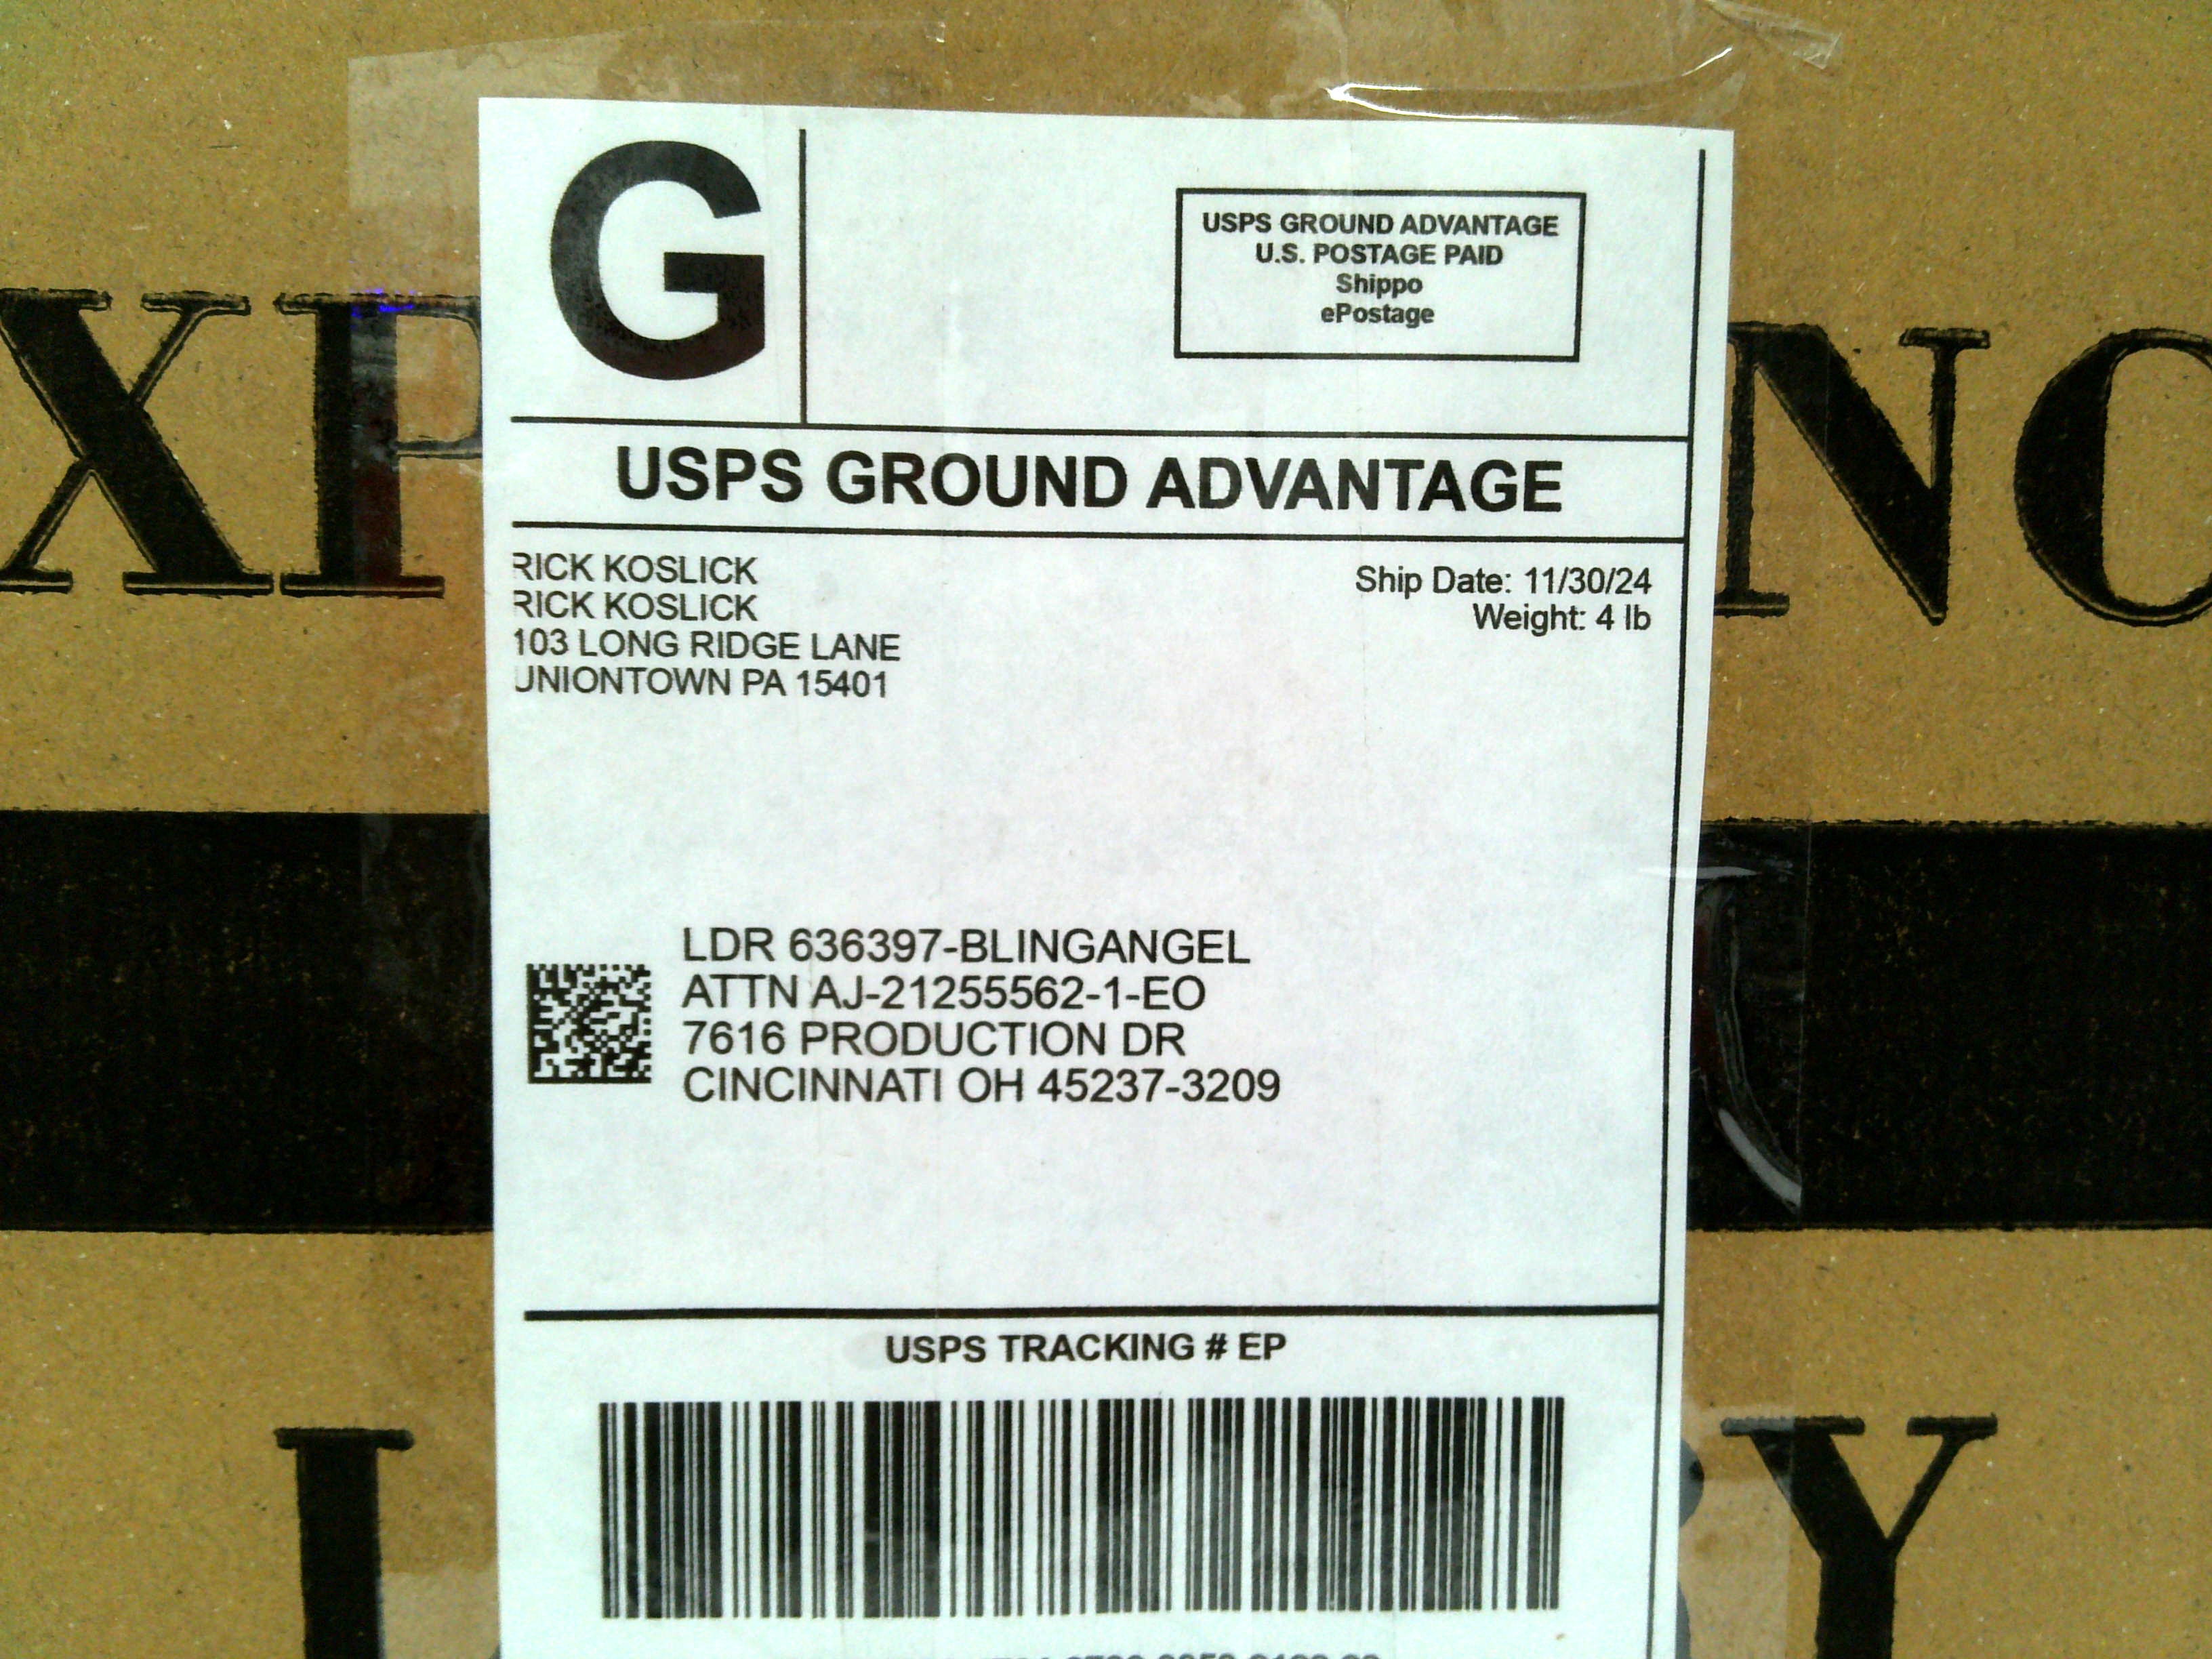 G
USPS GROUND ADVANTAGE
U.S. POSTAGE PAID
Shippo
ePostage
USPS GROUND ADVANTAGE
RICK KOSLICK
RICK KOSLICK
103 LONG RIDGE LANE
UNIONTOWN PA 15401
Ship Date: 11/30/24
Weight: 4 lb
LDR 636397-BLINGANGEL
ATTN AJ-21255562-1-EO
7616 PRODUCTION DR
CINCINNATI OH 45237-3209
USPS TRACKING # EP